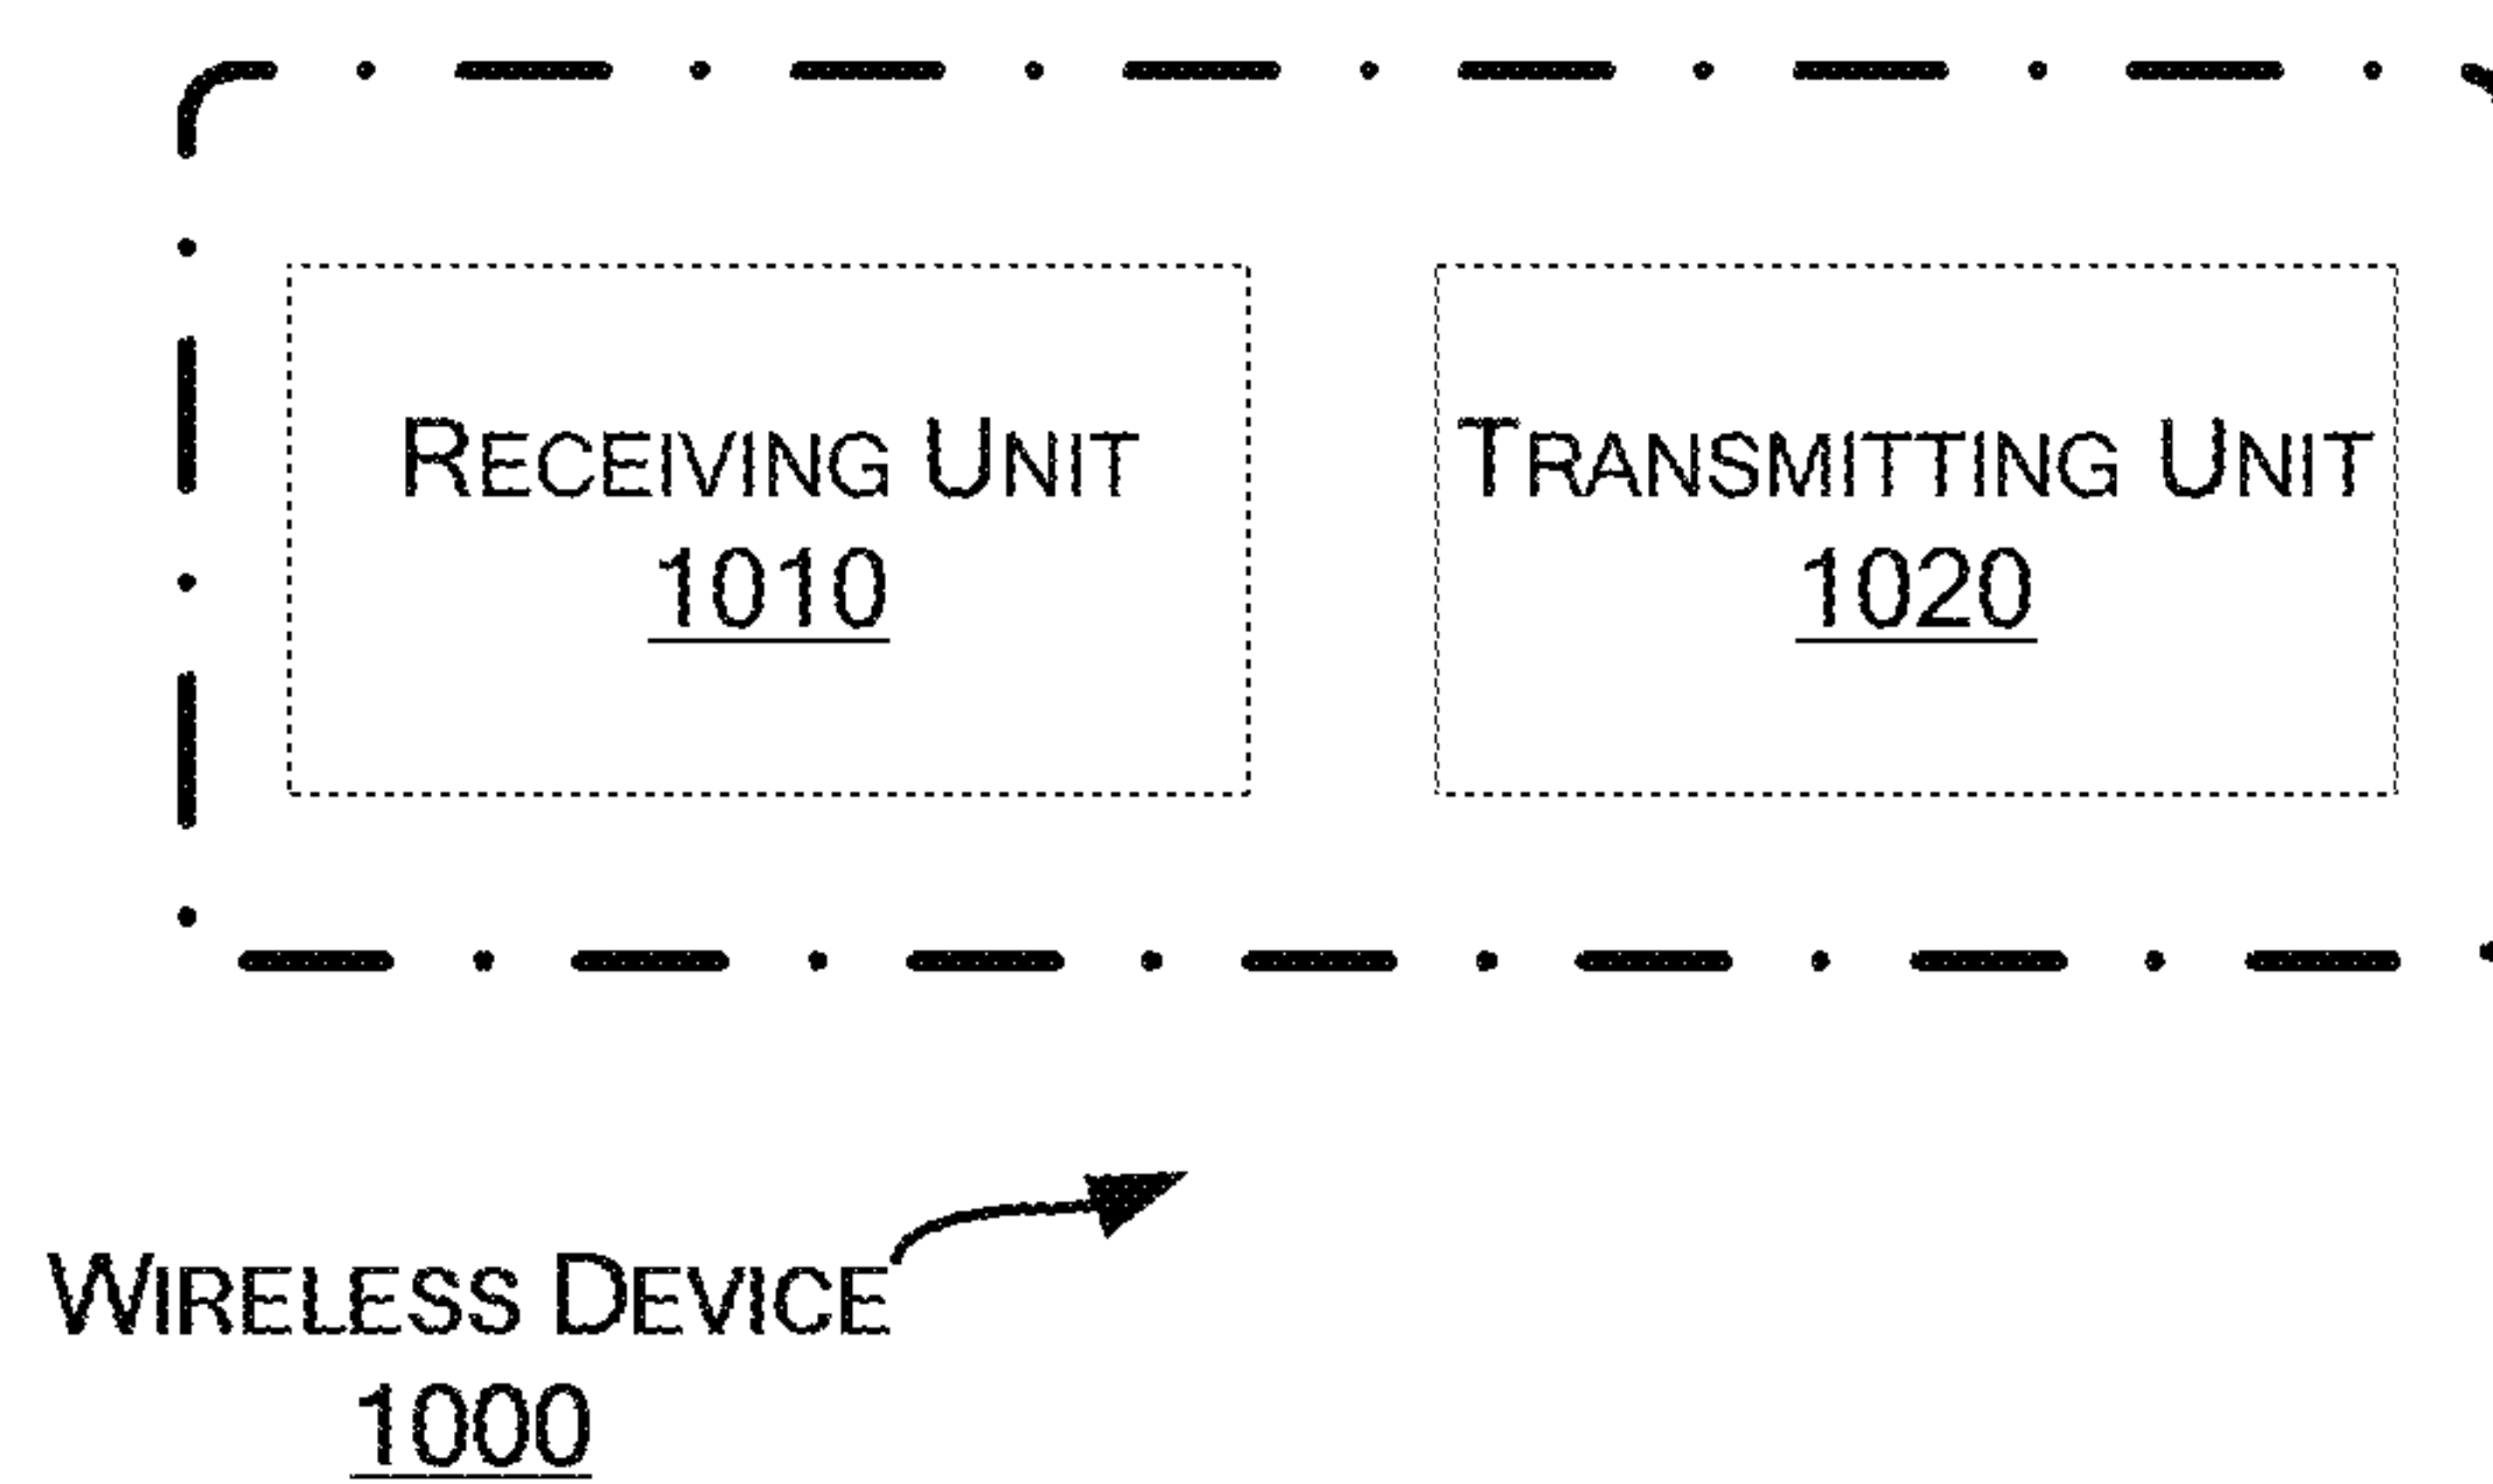 RECEIVING UNIT
1010
TRANSMITTING UNIT
1020
WIRELESS DEVICE
1000